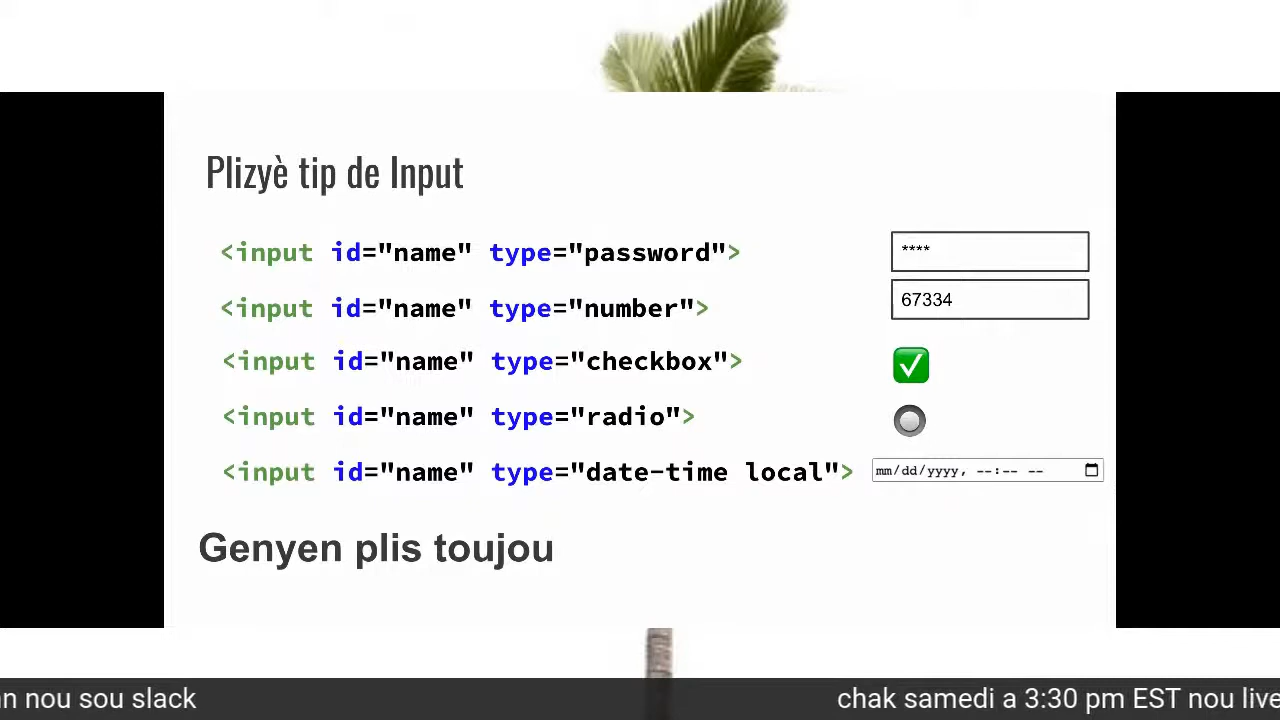 Plizyè tip de Input
<input id="name" type="password"> ****
<input id="name" type="number"> 67334
<input id="name" type="checkbox">
<input id="name" type="radio">
<input id="name" type="date-time local"> mm/dd/yyyy, --:-- --
Genyen plis toujou
nou sou slack chak samedi a 3:30 pm EST nou live